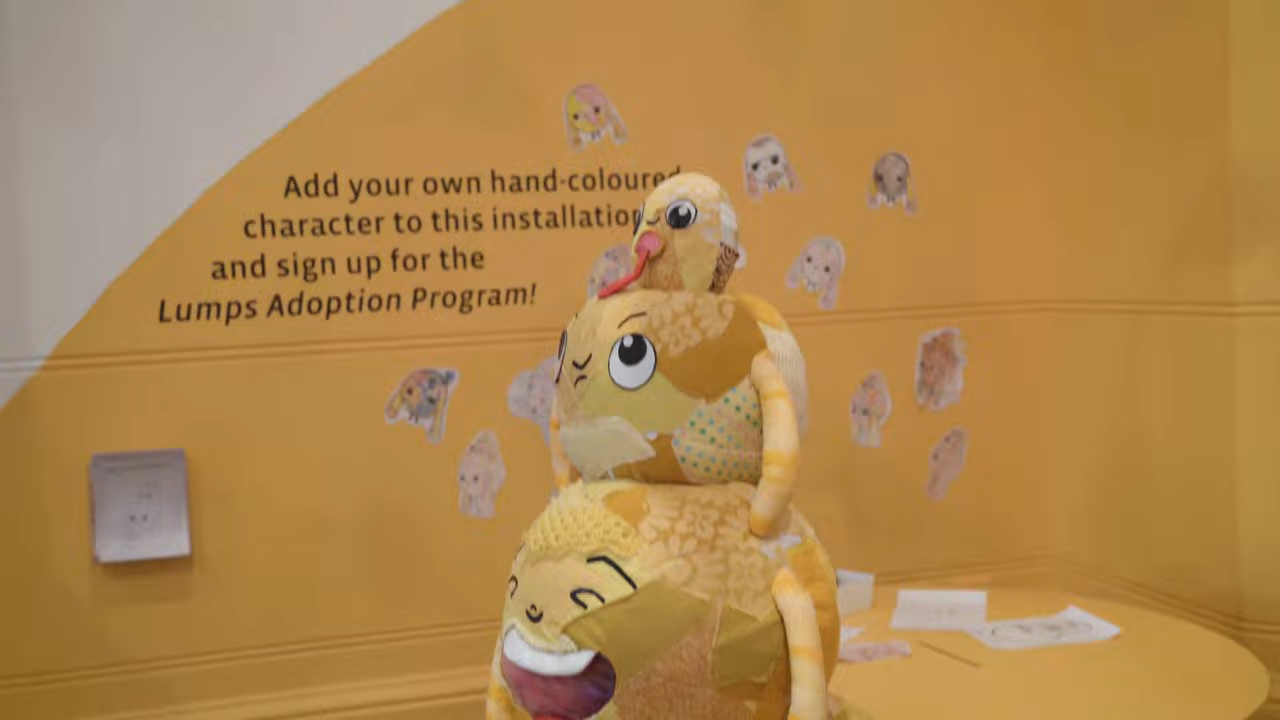 Add your own hand-coloured
character to this installation
and sign up for the
Lumps Adoption Program!